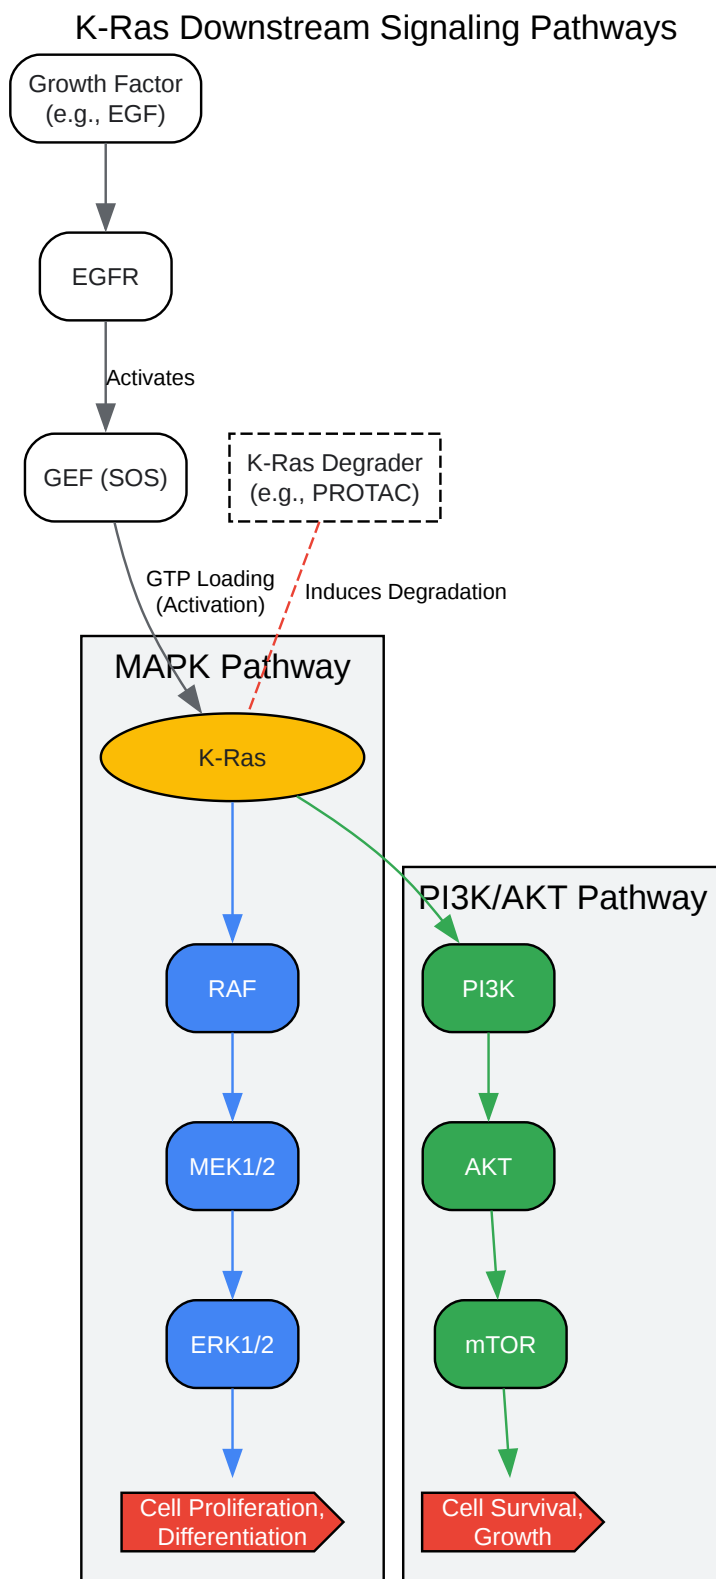 K-Ras Downstream Signaling Pathways
Growth Factor
(e.g., EGF)
EGFR
Activates
GEF (SOS)
K-Ras Degrader
(e.g., PROTAC)
GTP Loading
(Activation)
Induces Degradation
MAPK Pathway
K-Ras
PI3K/AKT Pathway
RAF
PI3K
MEK1/2
AKT
ERK1/2
mTOR
Cell Proliferation,
Differentiation
Cell Survival,
Growth